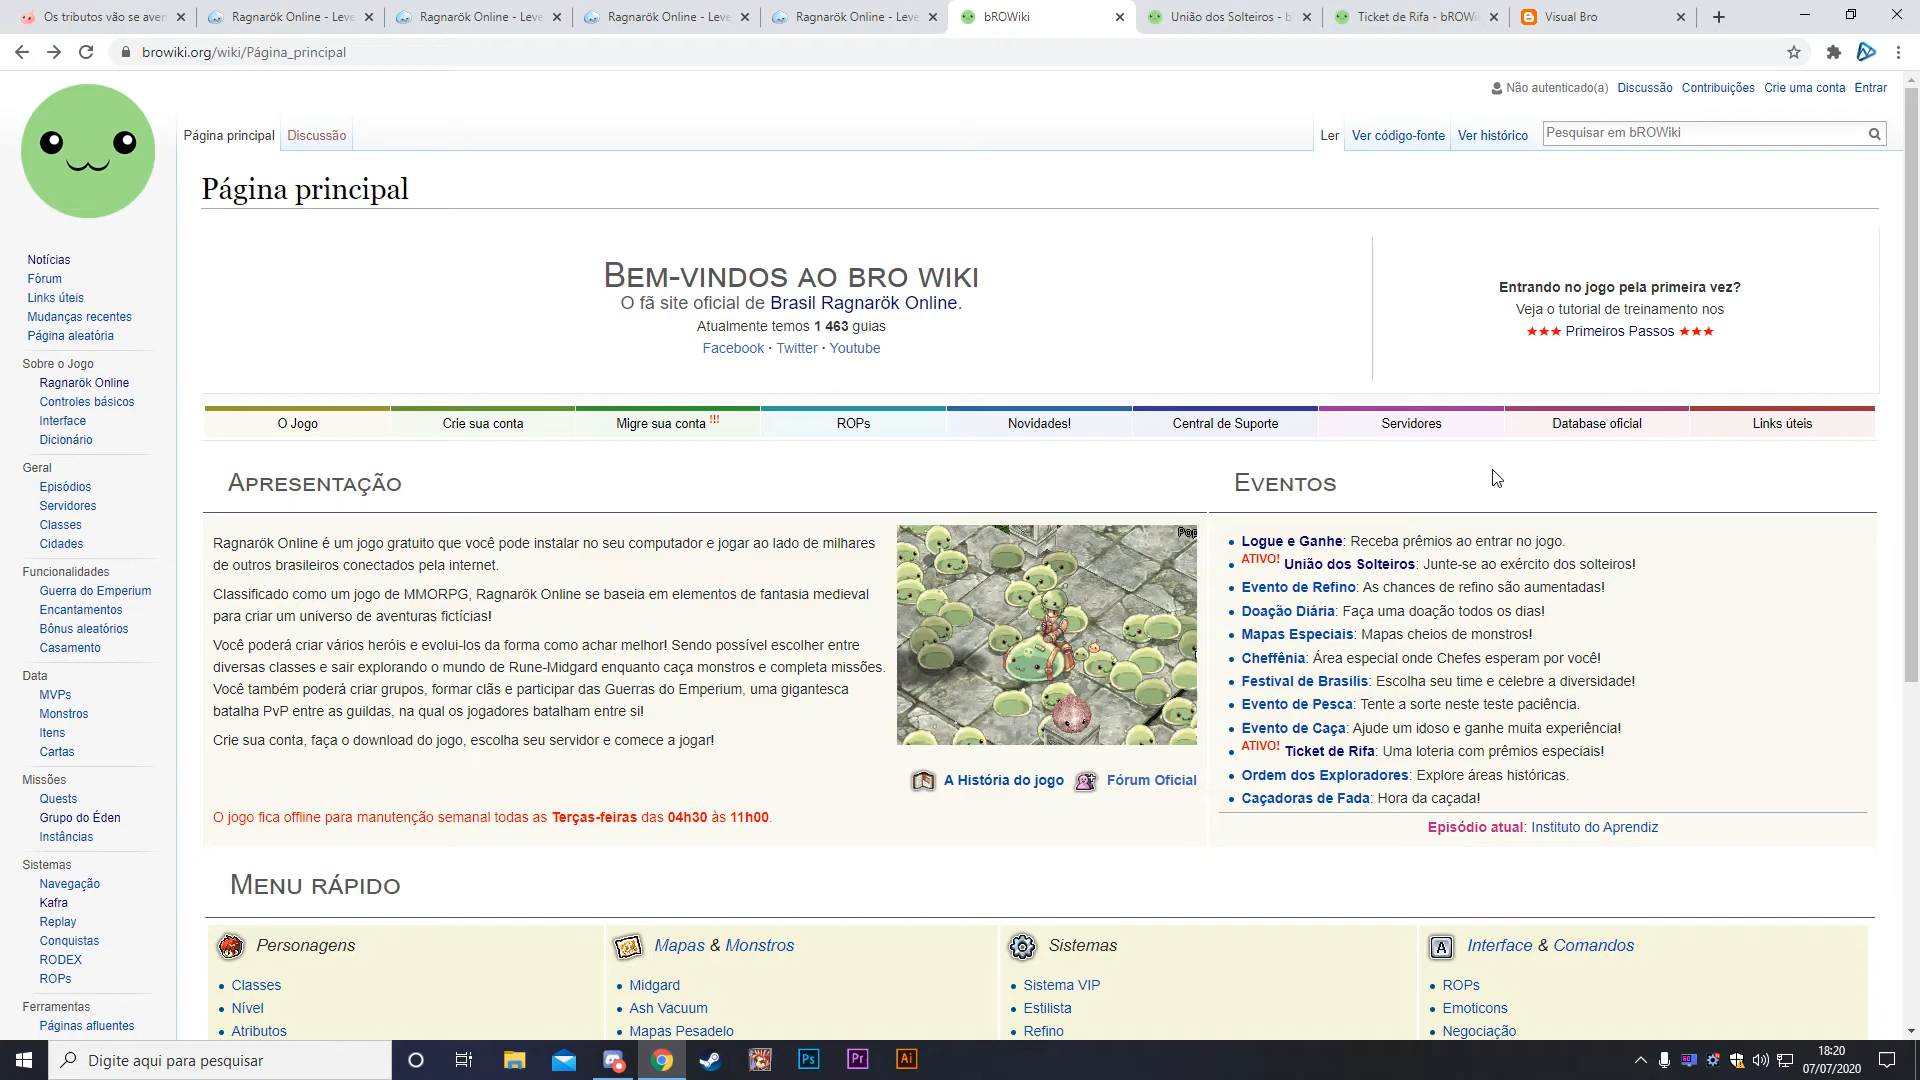 Os tributos vão se aven
Ragnarök Online - Leve
Ragnarök Online - Leve
Ragnarök Online - Leve
Ragnarök Online - Leve
bROWiki
União dos Solteiros - b
Ticket de Rifa - bROWi
Visual Bro
browiki.org/wiki/Página_principal
Não autenticado(a) Discussão Contribuições Crie uma conta Entrar
Página principal Discussão Ler Ver código-fonte Ver histórico Pesquisar em bROWiki
Página principal
Notícias
Fórum
Links úteis
Mudanças recentes
Página aleatória
Sobre o Jogo
Ragnarök Online
Controles básicos
Interface
Dicionário
Geral
Episódios
Servidores
Classes
Cidades
Funcionalidades
Guerra do Emperium
Encantamentos
Bônus aleatórios
Casamento
Data
MVPs
Monstros
Itens
Cartas
Missões
Quests
Grupo do Éden
Instâncias
Sistemas
Navegação
Kafra
Replay
Conquistas
RODEX
ROPs
Ferramentas
Páginas afluentes
Bem-vindos ao bRO Wiki
O fã site oficial de Brasil Ragnarök Online.
Atualmente temos 1 463 guias
Facebook · Twitter · Youtube
Entrando no jogo pela primeira vez?
Veja o tutorial de treinamento nos
★★★ Primeiros Passos ★★★
O Jogo
Crie sua conta
Migre sua conta !!!
ROPs
Novidades!
Central de Suporte
Servidores
Database oficial
Links úteis
Apresentação
Ragnarök Online é um jogo gratuito que você pode instalar no seu computador e jogar ao lado de milhares
de outros brasileiros conectados pela internet.
Classificado como um jogo de MMORPG, Ragnarök Online se baseia em elementos de fantasia medieval
para criar um universo de aventuras fictícias!
Você poderá criar vários heróis e evolui-los da forma como achar melhor! Sendo possível escolher entre
diversas classes e sair explorando o mundo de Rune-Midgard enquanto caça monstros e completa missões.
Você também poderá criar grupos, formar clãs e participar das Guerras do Emperium, uma gigantesca
batalha PvP entre as guildas, na qual os jogadores batalham entre si!
Crie sua conta, faça o download do jogo, escolha seu servidor e comece a jogar!
Pop
A História do jogo Fórum Oficial
O jogo fica offline para manutenção semanal todas as Terças-feiras das 04h30 às 11h00.
Eventos
Logue e Ganhe: Receba prêmios ao entrar no jogo.
ATIVO! União dos Solteiros: Junte-se ao exército dos solteiros!
Evento de Refino: As chances de refino são aumentadas!
Doação Diária: Faça uma doação todos os dias!
Mapas Especiais: Mapas cheios de monstros!
Cheffênia: Área especial onde Chefes esperam por você!
Festival de Brasilis: Escolha seu time e celebre a diversidade!
Evento de Pesca: Tente a sorte neste teste paciência.
Evento de Caça: Ajude um idoso e ganhe muita experiência!
ATIVO! Ticket de Rifa: Uma loteria com prêmios especiais!
Ordem dos Exploradores: Explore áreas históricas.
Caçadoras de Fada: Hora da caçada!
Episódio atual: Instituto do Aprendiz
Menu rápido
Personagens
Classes
Nível
Atributos
Mapas & Monstros
Midgard
Ash Vacuum
Mapas Pesadelo
Sistemas
Sistema VIP
Estilista
Refino
A
Interface & Comandos
ROPs
Emoticons
Negociação
Digite aqui para pesquisar
Ps
Pr
Ai
18:20
07/07/2020